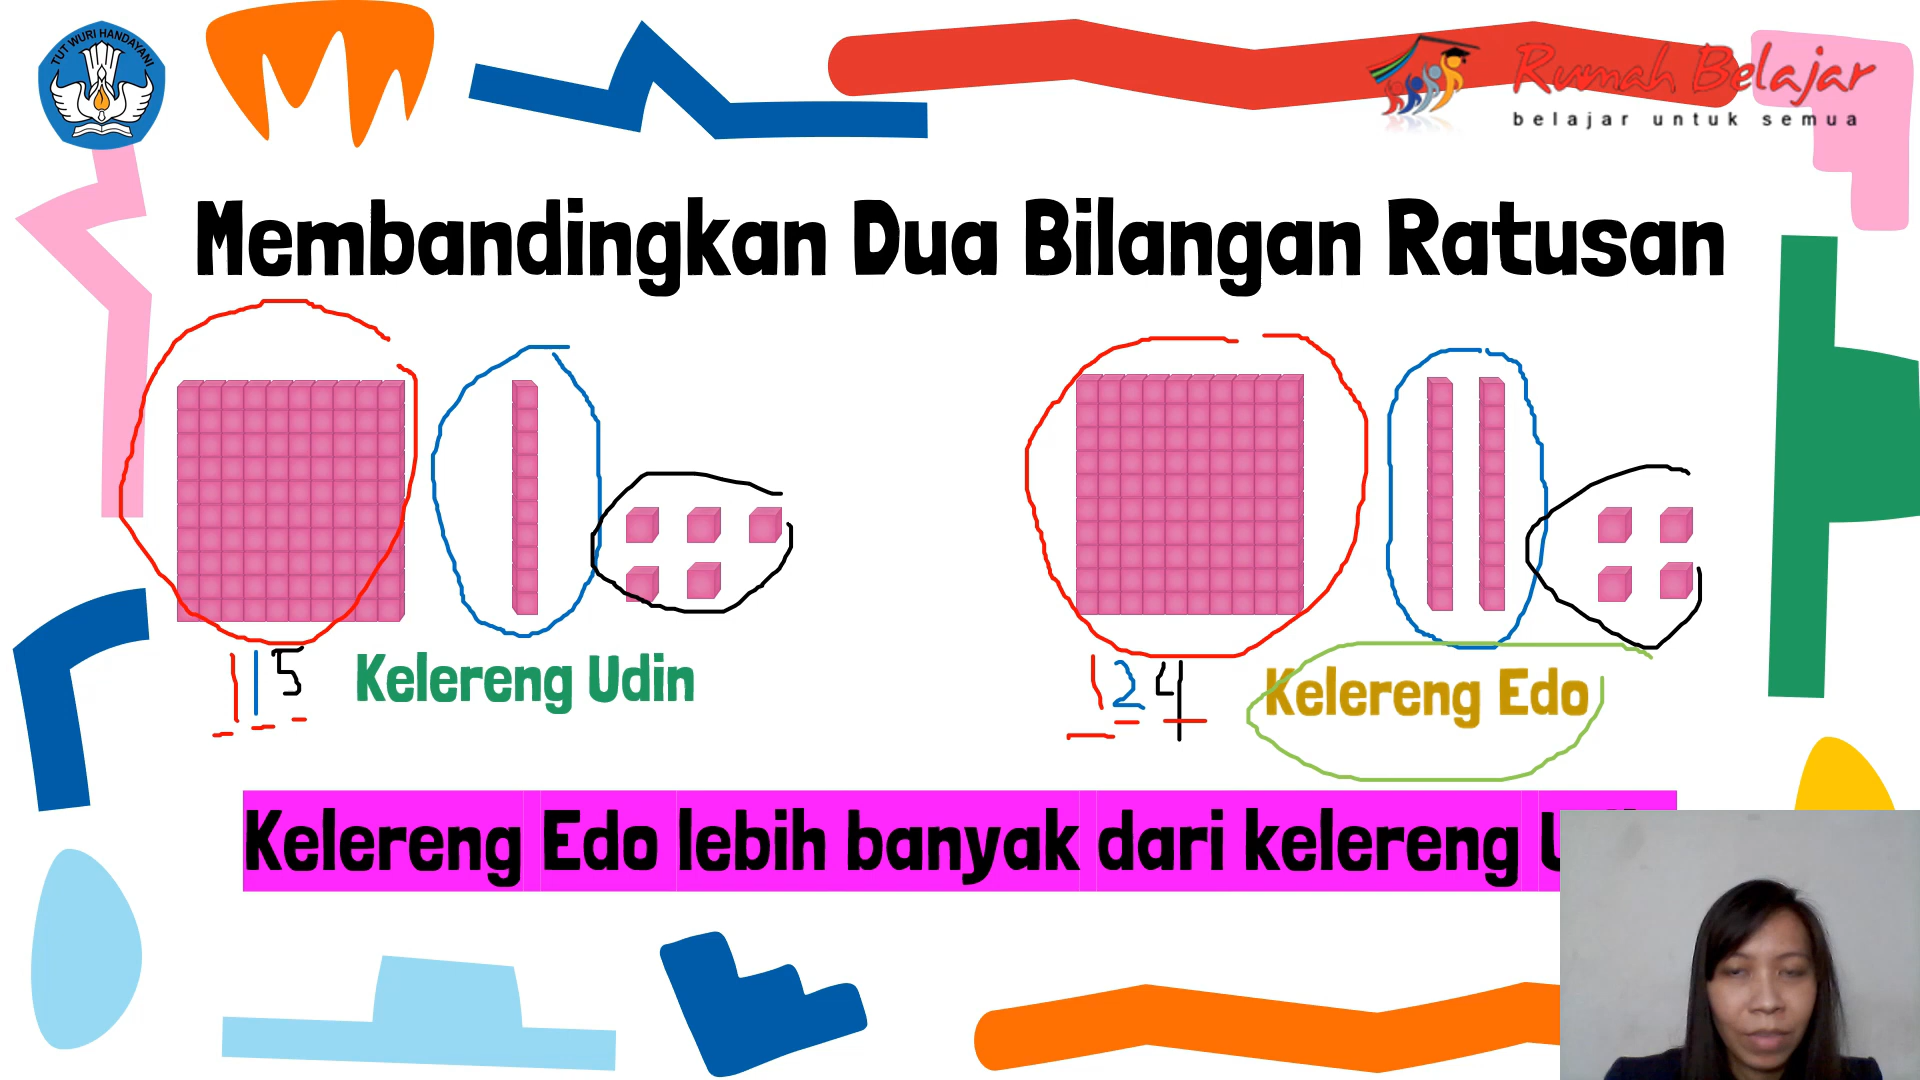 TUT WURI HANDAYANI
Rumah Belajar
belajar untuk semua
Membandingkan Dua Bilangan Ratusan
115
Kelereng Udin
124
Kelereng Edo
Kelereng Edo lebih banyak dari kelereng